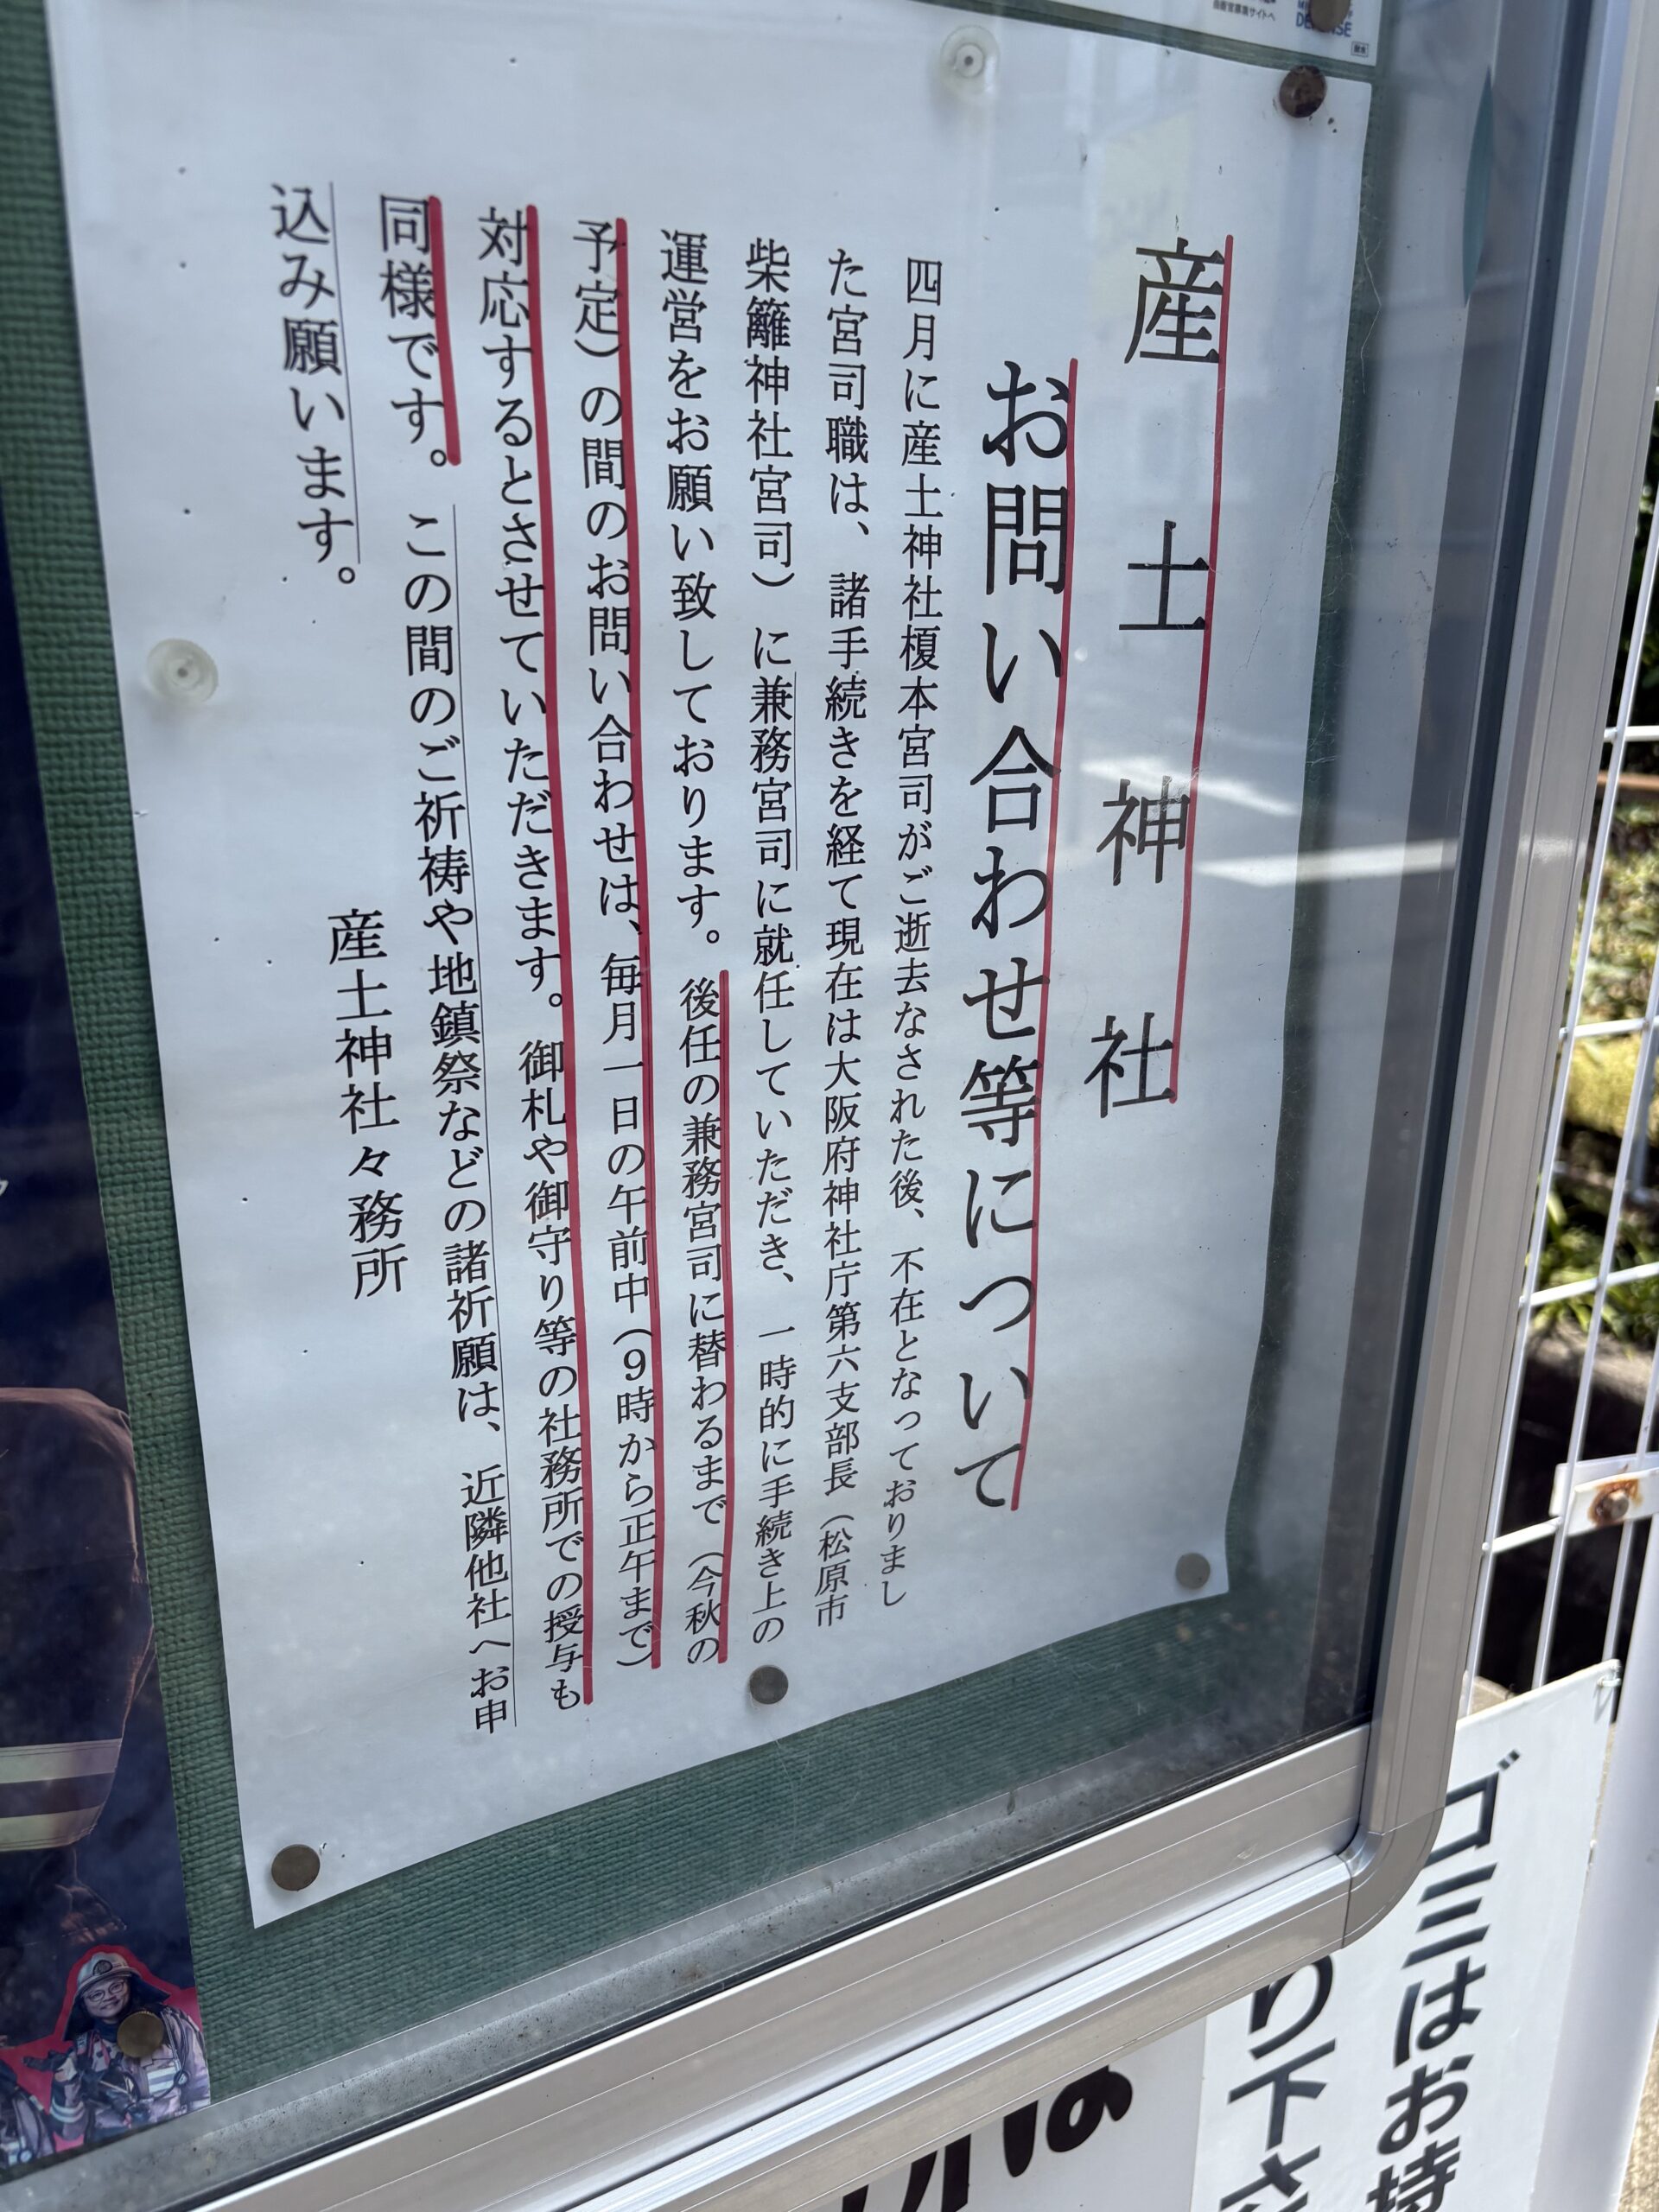 産土神社
お問い合わせ等について
四月に産土神社榎本宮司がご逝去なされた後、不在となっておりまし
た宮司職は、諸手続きを経て現在は大阪府神社庁第六支部長（松原市
柴籬神社宮司）に兼務宮司に就任していただき、一時的に手続き上の
運営をお願い致しております。後任の兼務宮司に替わるまで（今秋の
予定）の間のお問い合わせは、毎月一日の午前中（9時から正午まで）
対応するとさせていただきます。御札や御守り等の社務所での授与も
同様です。この間のご祈祷や地鎮祭などの諸祈願は、近隣他社へお申
込み願います。
産土神社々務所
自衛官募集サイトへ
ゴミはお持
り下さ